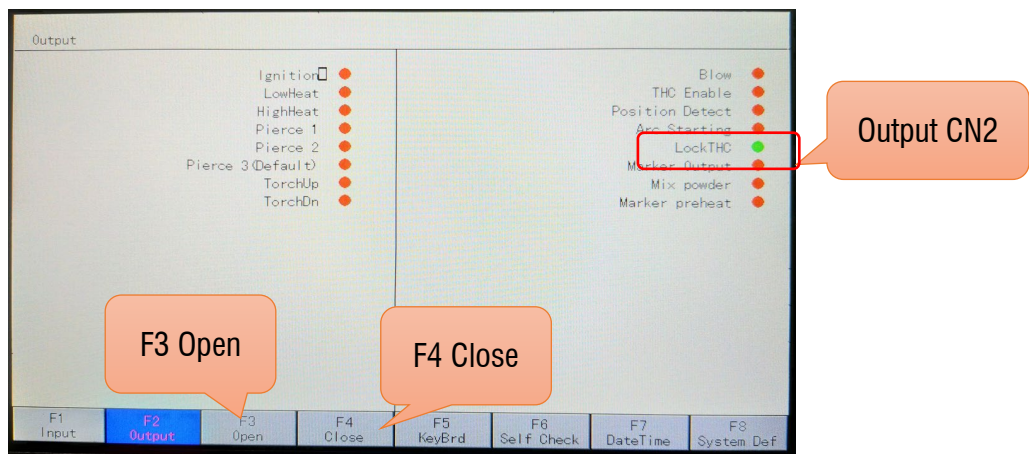 Output
Ignition
LowHeat
HighHeat
Pierce 1
Pierce 2
Pierce 3(Default)
TorchUp
TorchDn
Blow
THC Enable
Position Detect
Arc Starting
LockTHC
Marker Output
Mix powder
Marker preheat
Output CN2
F3 Open
F4 Close
F1
Input
F2
Output
F3
Open
F4
Close
F5
KeyBrd
F6
Self Check
F7
DateTime
F8
System Def